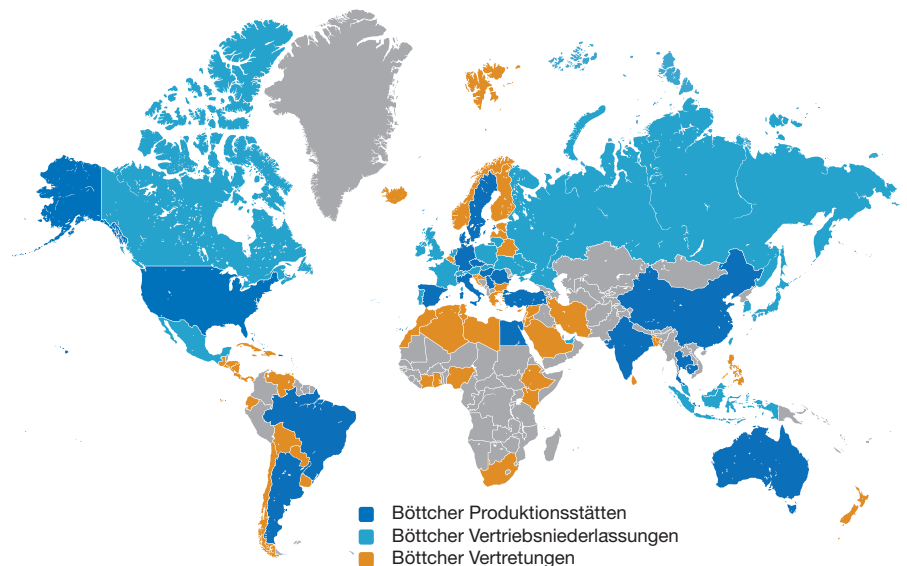 Böttcher Produktionsstätten
Böttcher Vertriebsniederlassungen
Böttcher Vertretungen